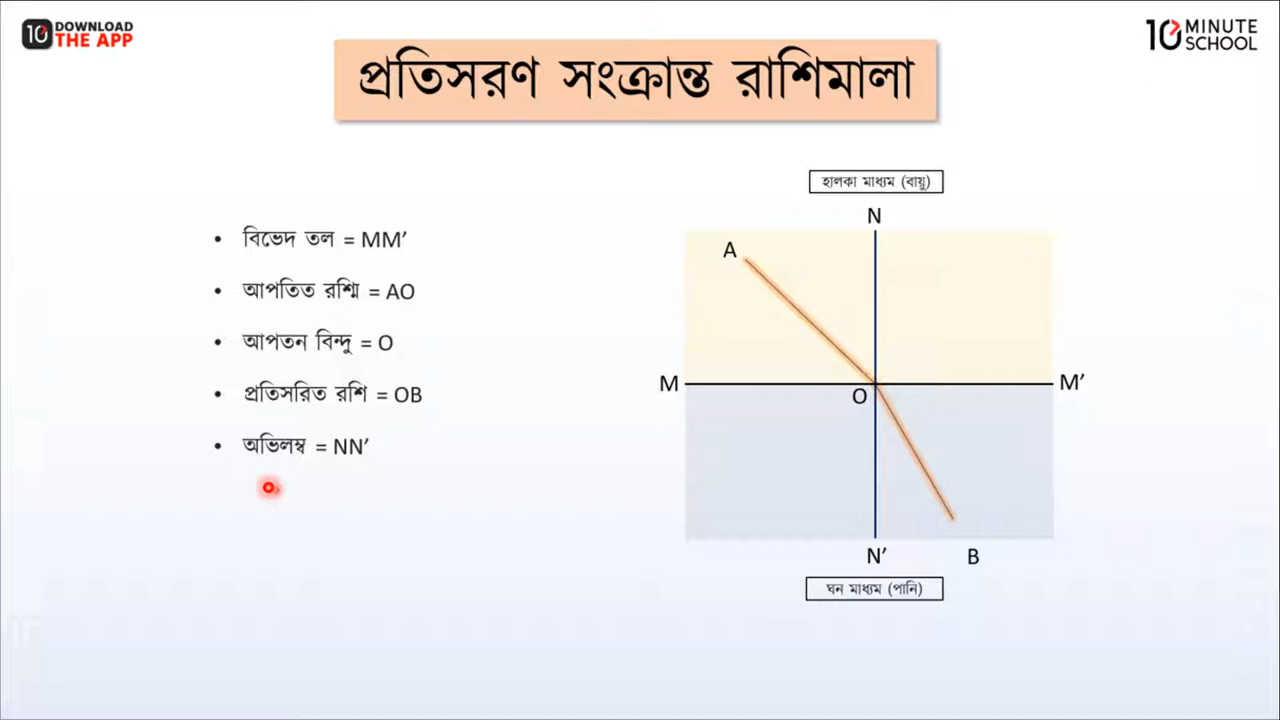 DOWNLOAD
THE APP
10 MINUTE
SCHOOL
প্রতিসরণ সংক্রান্ত রাশিমালা
হালকা মাধ্যম (বায়ু)
N
• বিভেদ তল = MM’
• আপতিত রশ্মি = AO
• আপতন বিন্দু = O
• প্রতিসরিত রশি = OB
• অভিলম্ব = NN’
A
M
M’
O
N’
B
ঘন মাধ্যম (পানি)